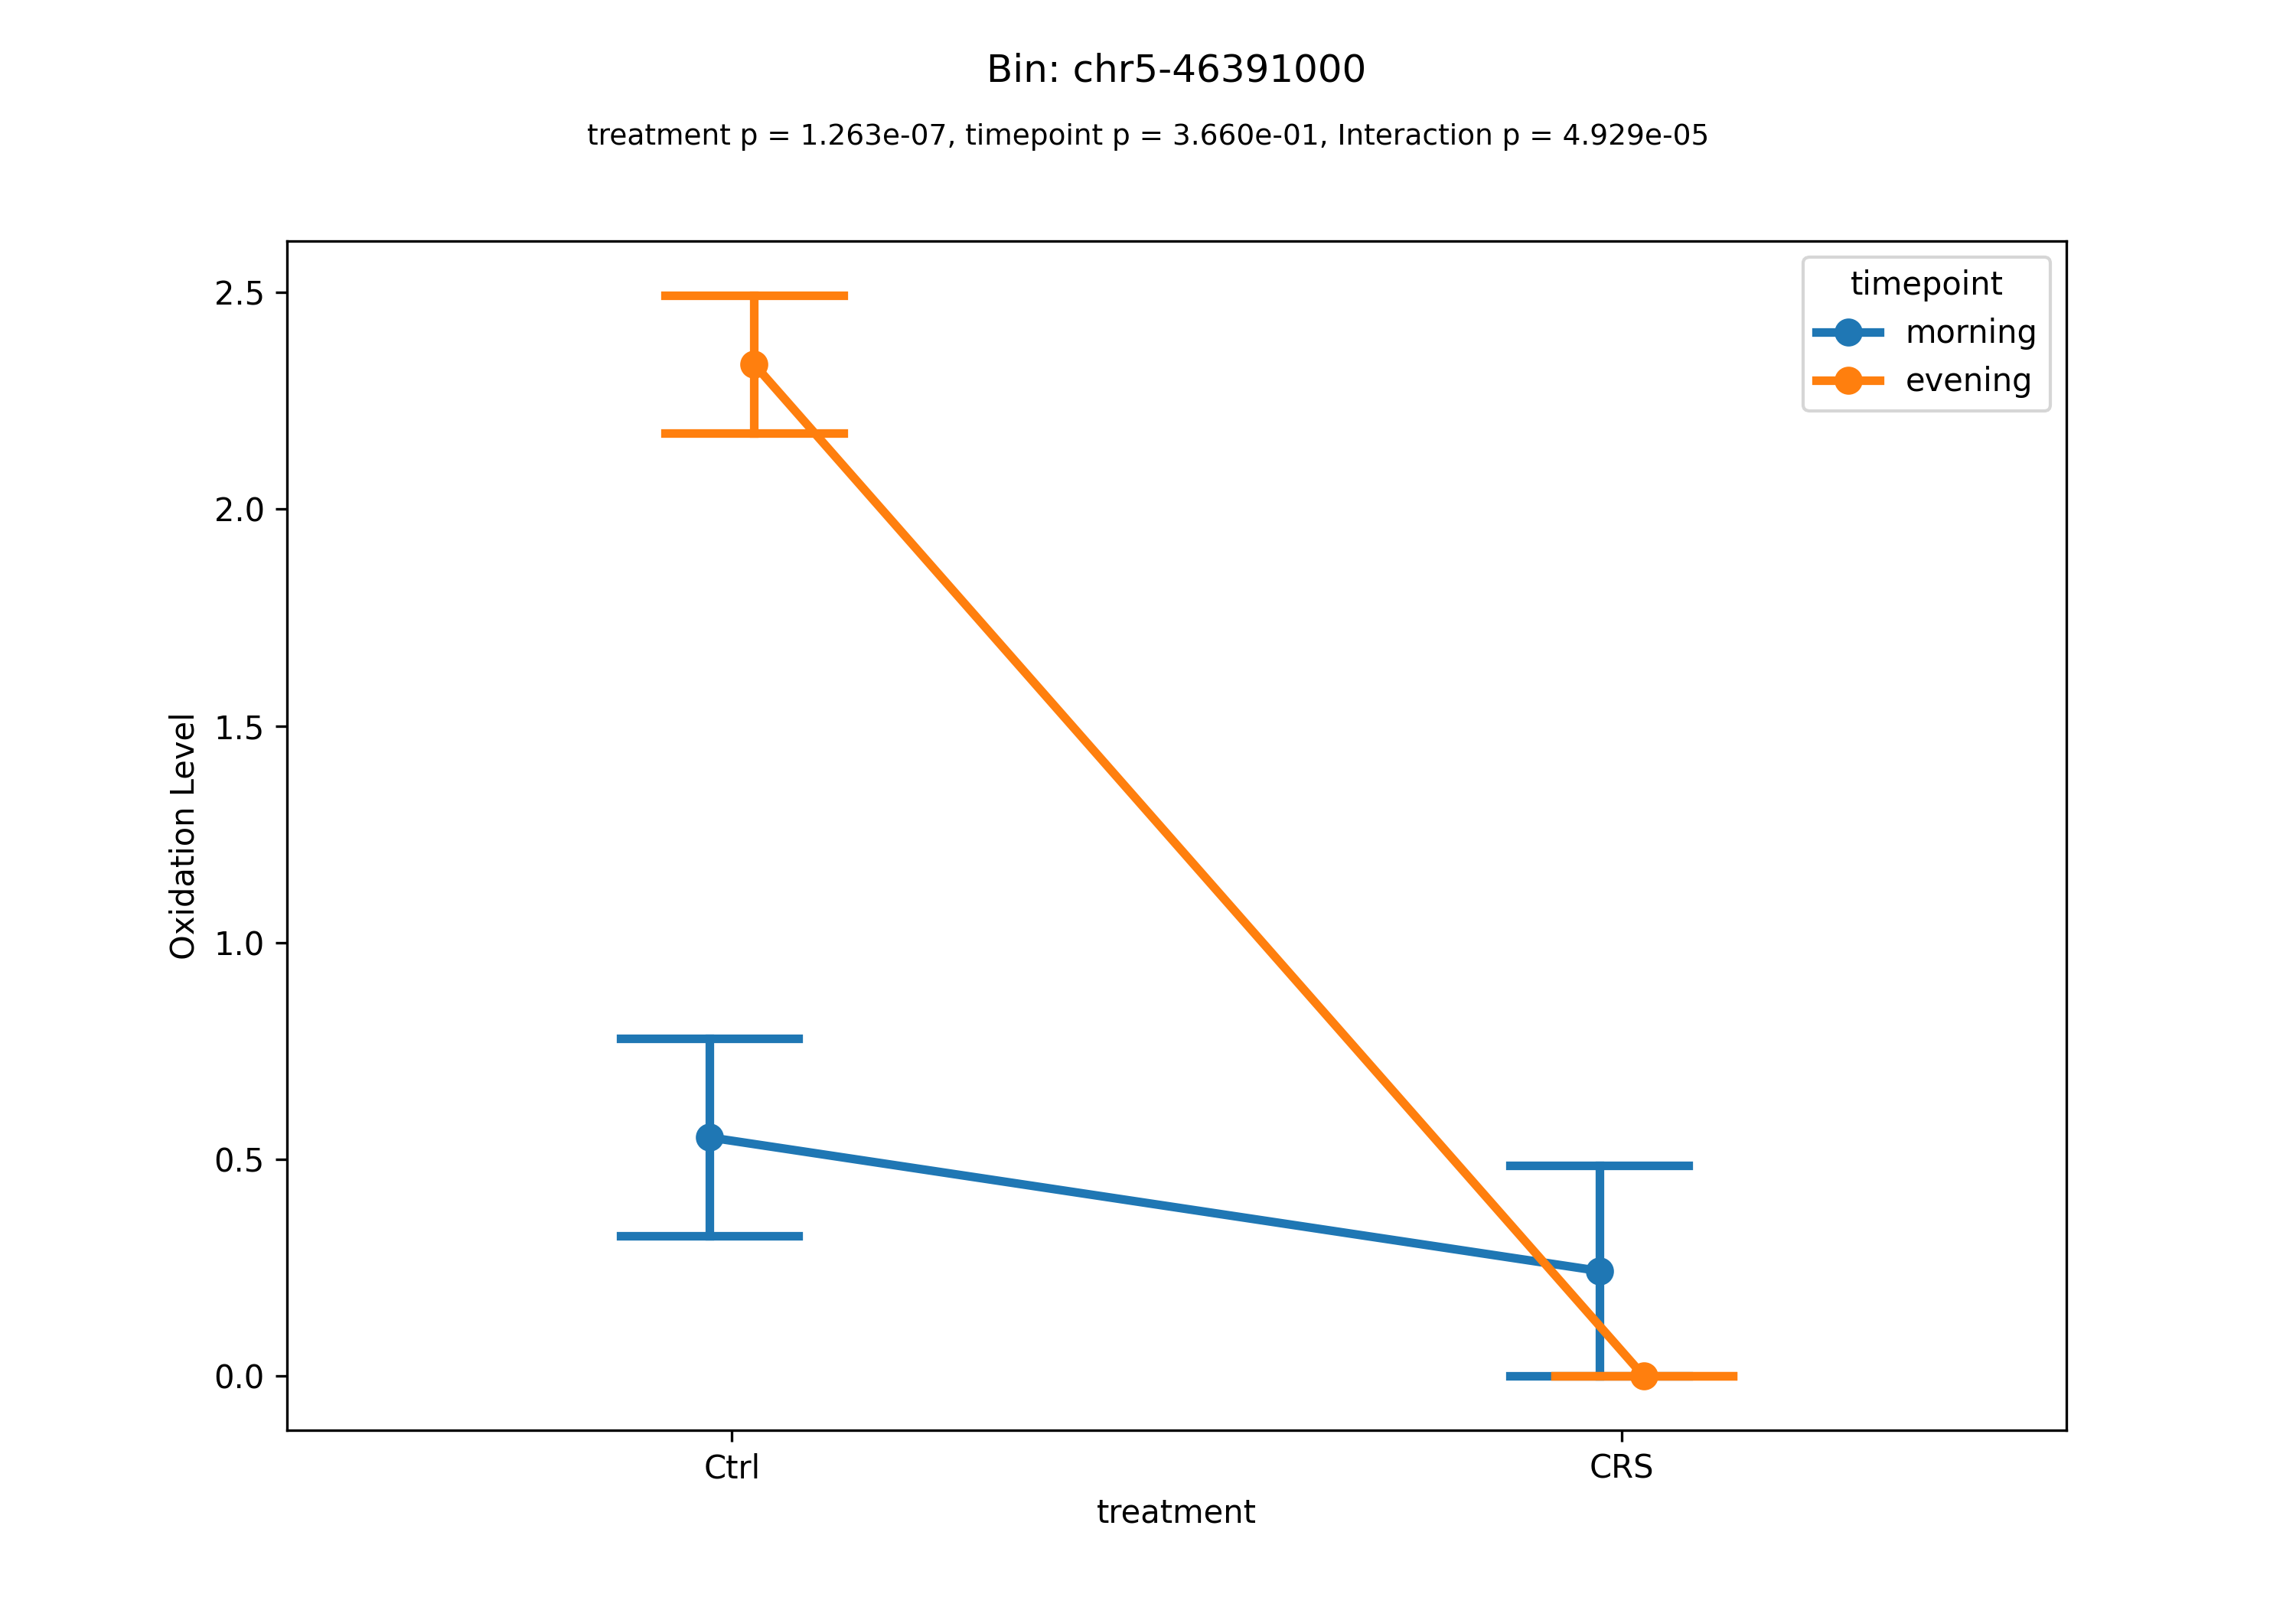 Bin: chr5-46391000
treatment p = 1.263e-07, timepoint p = 3.660e-01, Interaction p = 4.929e-05
timepoint
morning
evening
2.5
2.0
1.5
1.0
0.5
0.0
Oxidation Level
Ctrl
CRS
treatment